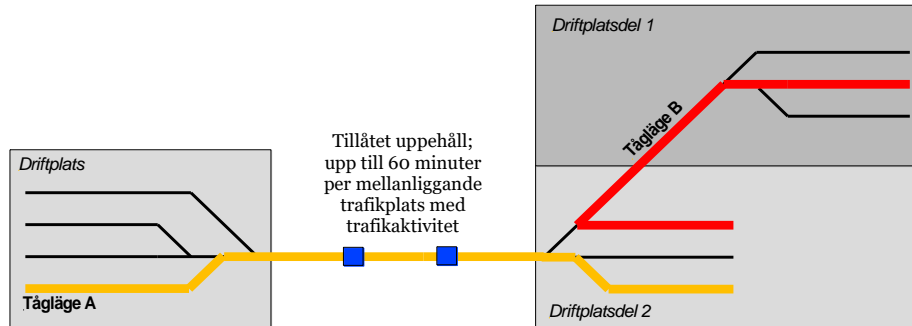 Driftplatsdel 1
Tågläge B
Tillåtet uppehåll;
upp till 60 minuter
per mellanliggande
trafikplats med
trafikaktivitet
Driftplats
Tågläge A
Driftplatsdel 2